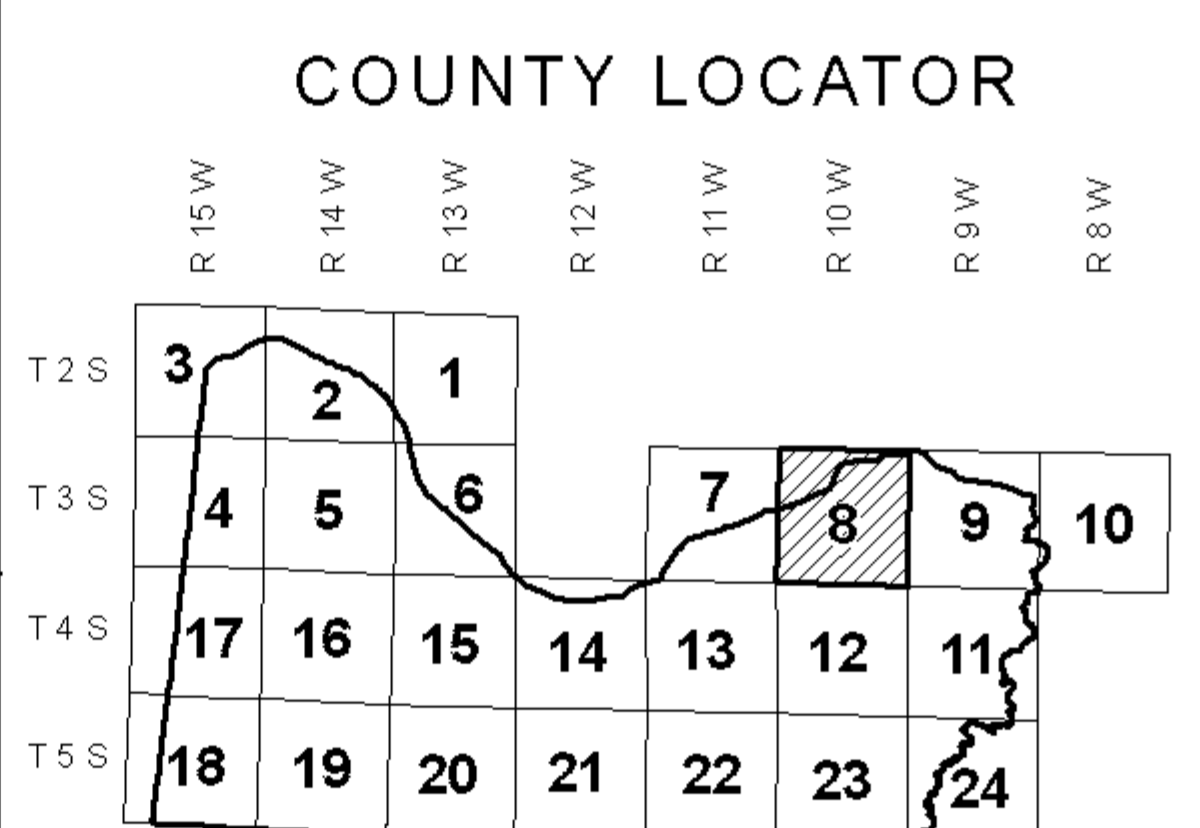 COUNTY LOCATOR
R 15 W R 14 W R 13 W R 12 W R 11 W R 10 W R 9 W R 8 W
T 2 S 3 2 1
T 3 S 4 5 6 7 8 9 10
T 4 S 17 16 15 14 13 12 11
T 5 S 18 19 20 21 22 23 24